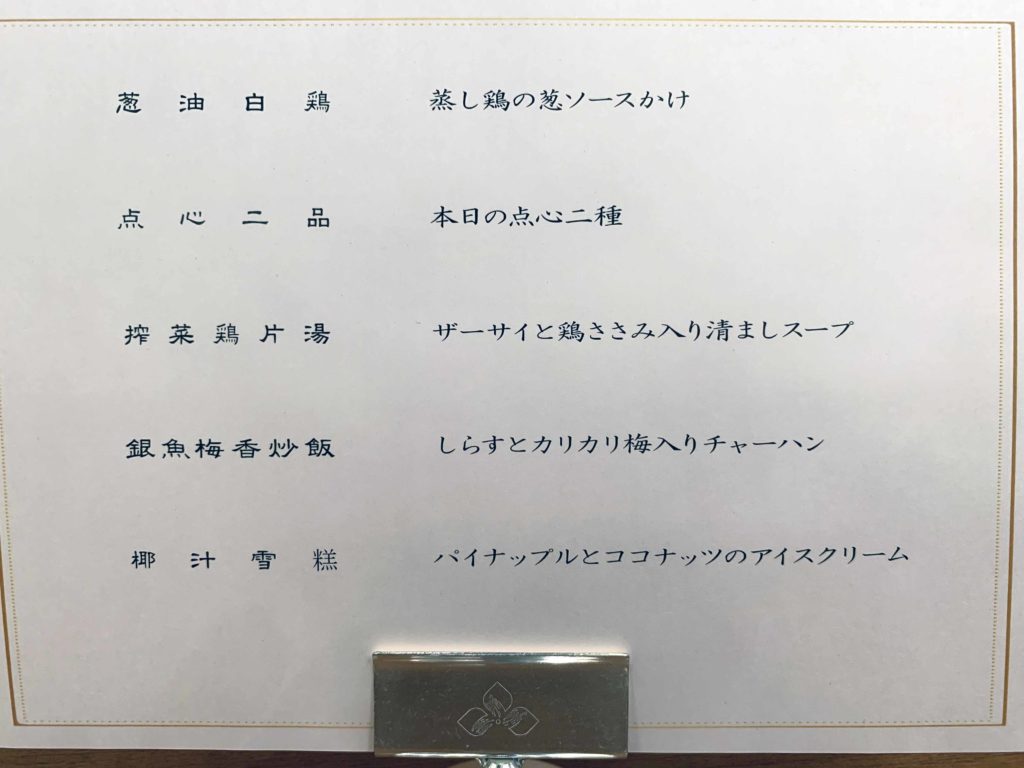 葱油白鶏 蒸し鶏の葱ソースかけ
点心二品 本日の点心二種
搾菜鶏片湯 ザーサイと鶏ささみ入り清ましスープ
銀魚梅香炒飯 しらすとカリカリ梅入りチャーハン
椰汁雪糕 パイナップルとココナッツのアイスクリーム